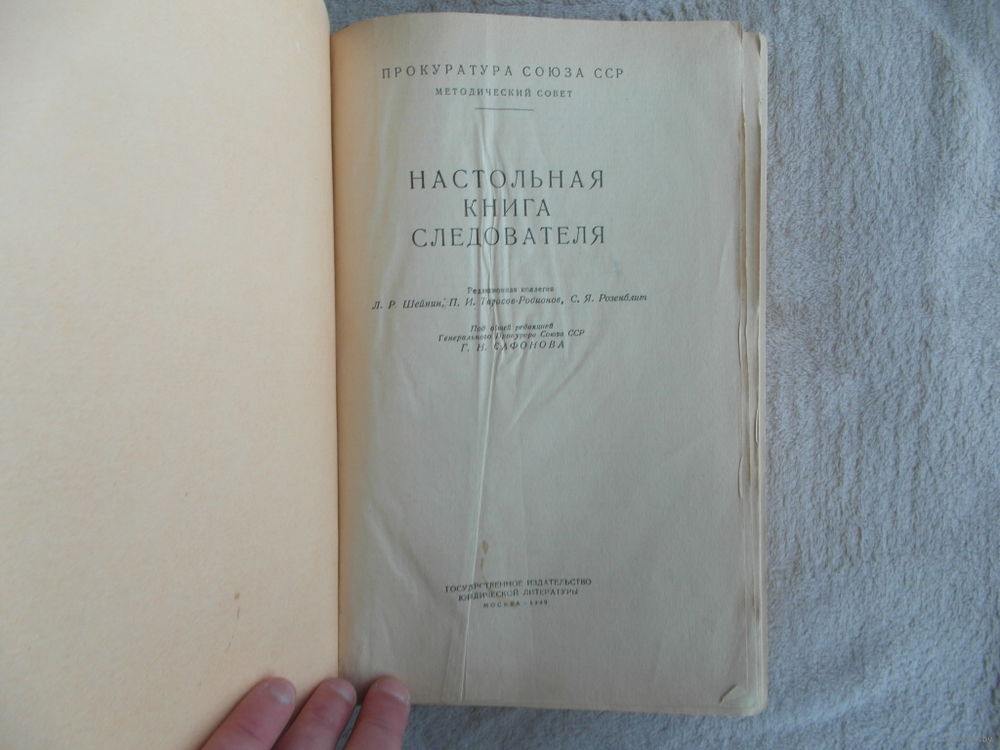 ПРОКУРАТУРА СОЮЗА ССР
МЕТОДИЧЕСКИЙ СОВЕТ
НАСТОЛЬНАЯ
КНИГА
СЛЕДОВАТЕЛЯ
Редакционная коллегия
Л. Р. Шейнин, П. И. Тарасов-Родионов, С. Я. Розенблит
Под общей редакцией
Генерального Прокурора Союза ССР
Г. Н. САФОНОВА
ГОСУДАРСТВЕННОЕ ИЗДАТЕЛЬСТВО
ЮРИДИЧЕСКОЙ ЛИТЕРАТУРЫ
МОСКВА - 1949